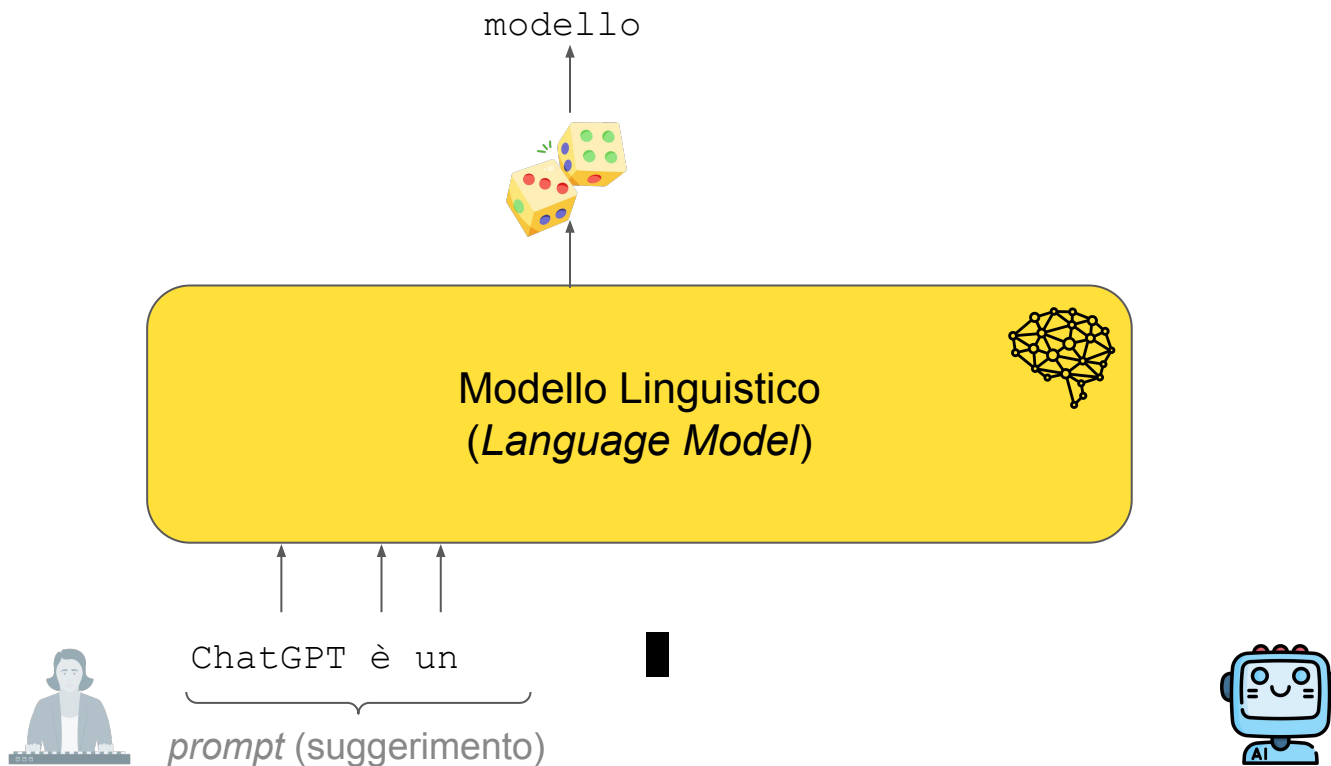 modello
Modello Linguistico
(Language Model)
ChatGPT è un
prompt (suggerimento)
AI